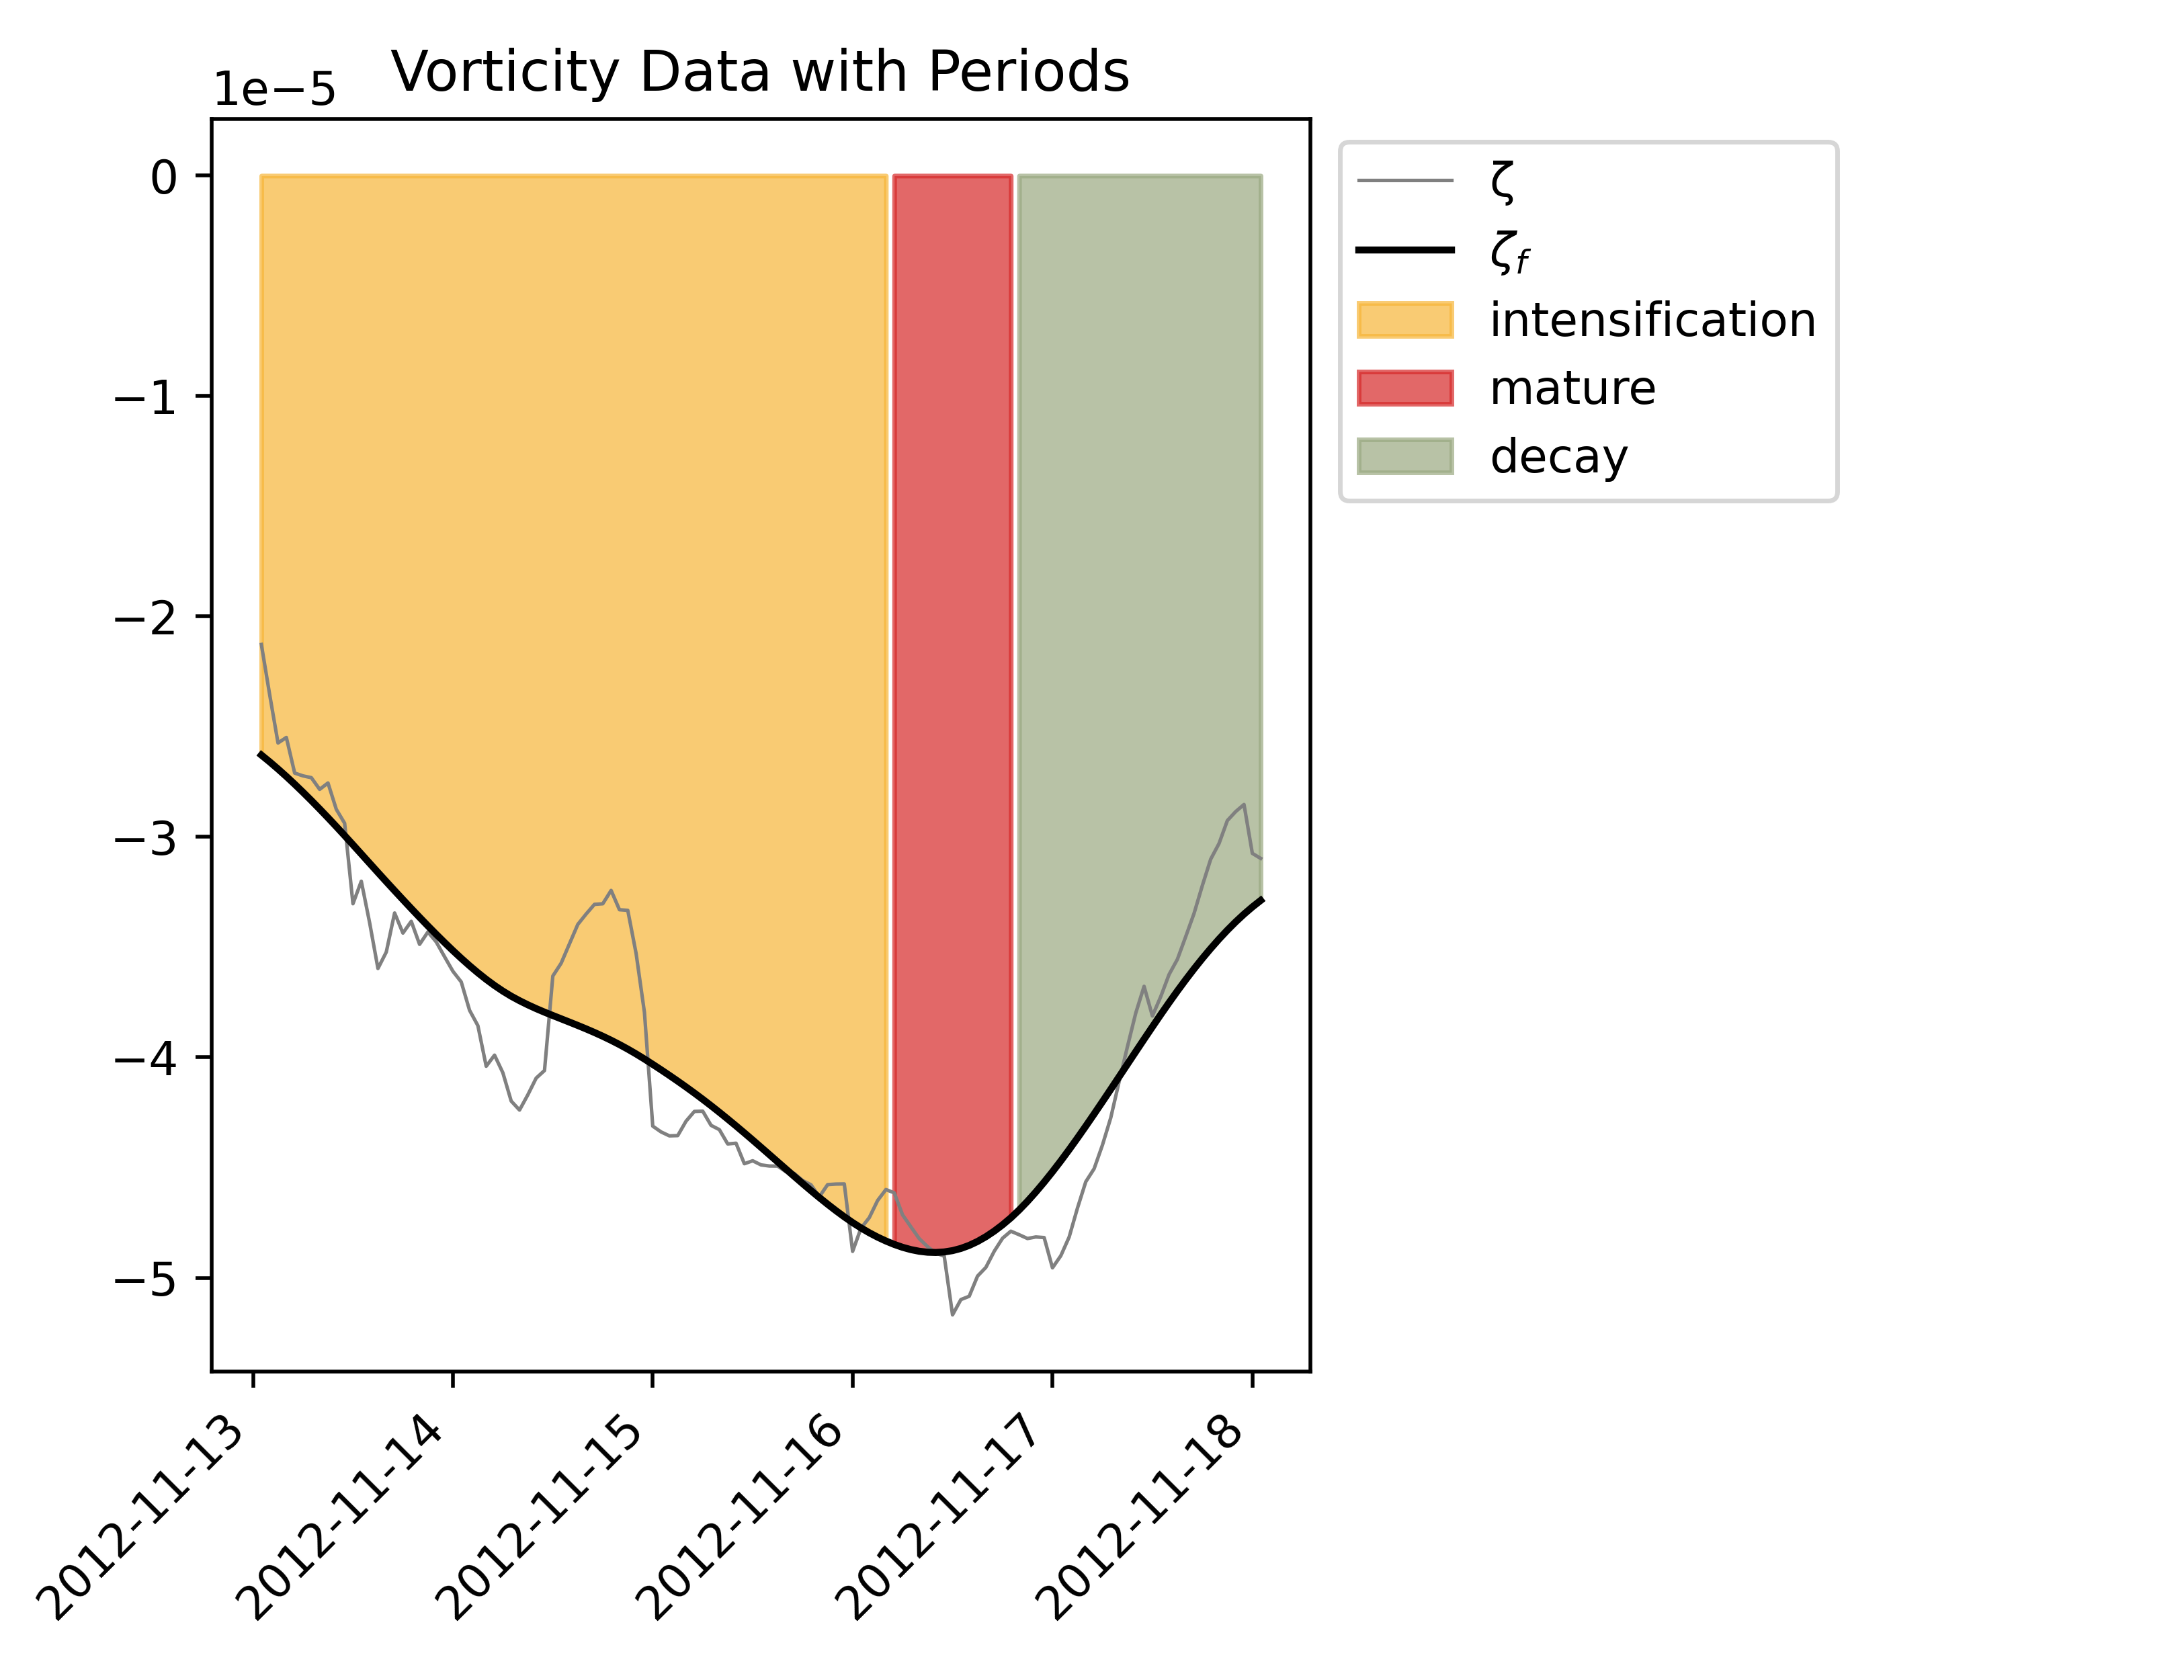 Vorticity Data with Periods
1e−5
0
−1
−2
−3
−4
−5
2012-11-13
2012-11-14
2012-11-15
2012-11-16
2012-11-17
2012-11-18
ζ
ζf
intensification
mature
decay